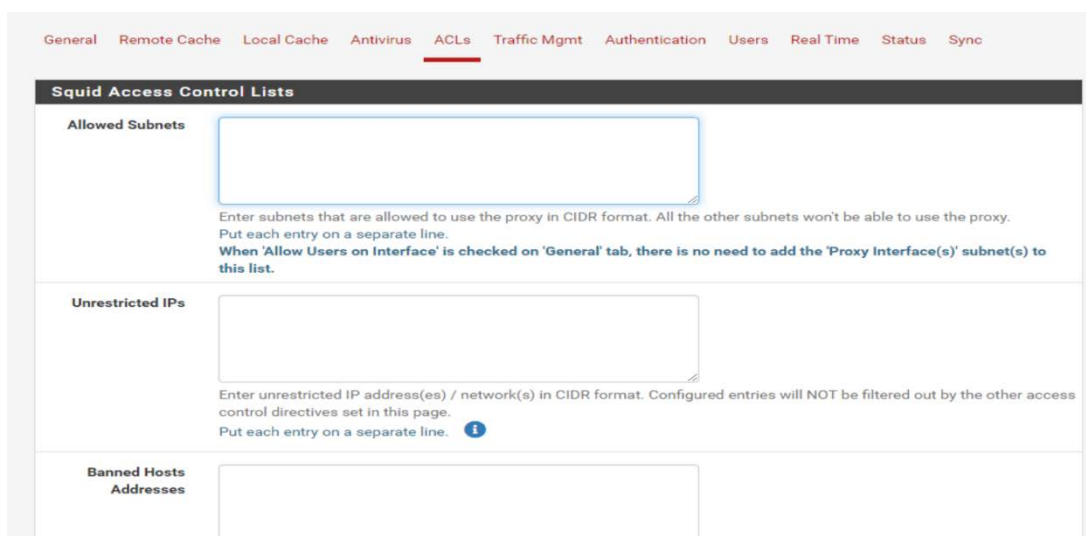 General Remote Cache Local Cache Antivirus ACLs Traffic Mgmt Authentication Users Real Time Status Sync
Squid Access Control Lists
Allowed Subnets
Enter subnets that are allowed to use the proxy in CIDR format. All the other subnets won't be able to use the proxy.
Put each entry on a separate line.
When 'Allow Users on Interface' is checked on 'General' tab, there is no need to add the 'Proxy Interface(s)' subnet(s) to
this list.
Unrestricted IPs
Enter unrestricted IP address(es) / network(s) in CIDR format. Configured entries will NOT be filtered out by the other access
control directives set in this page.
Put each entry on a separate line.
Banned Hosts
Addresses